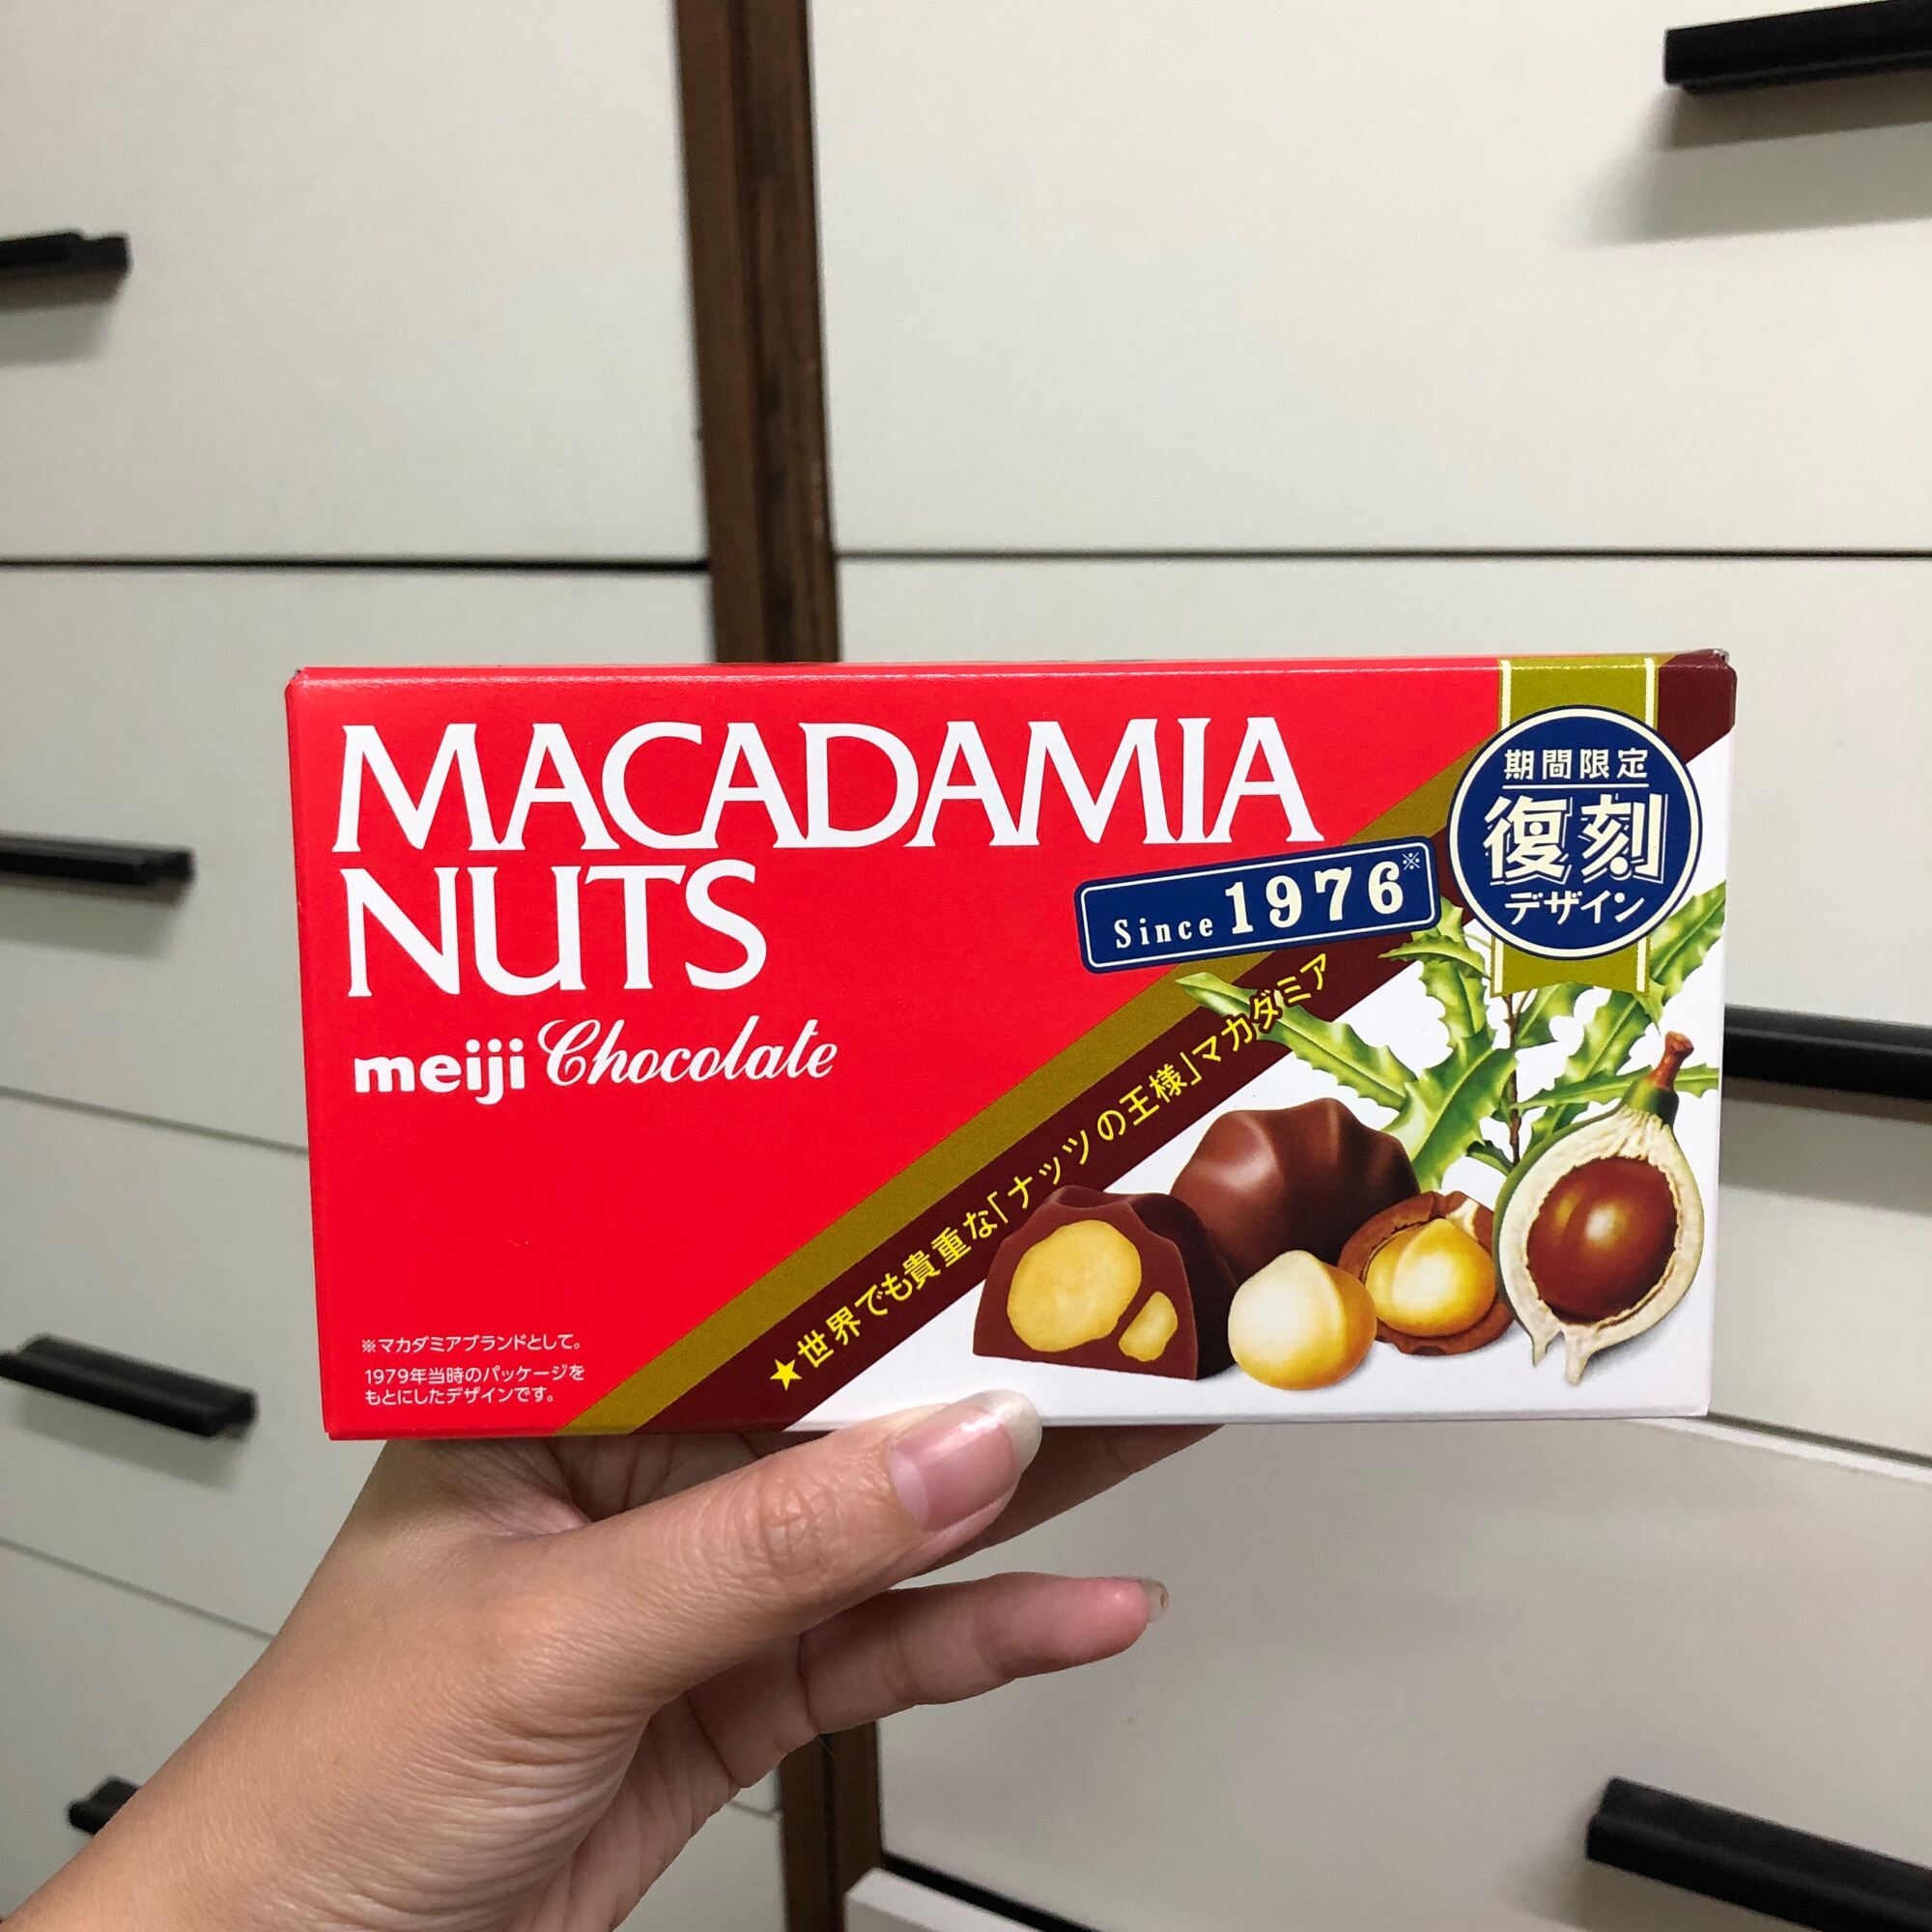 MACADAMIA
NUTS
meiji Chocolate
期間限定
復刻
デザイン
Since 1976※
★世界でも貴重な「ナッツの王様」マカダミア
※マカダミアブランドとして。
1979年当時のパッケージを
もとにしたデザインです。